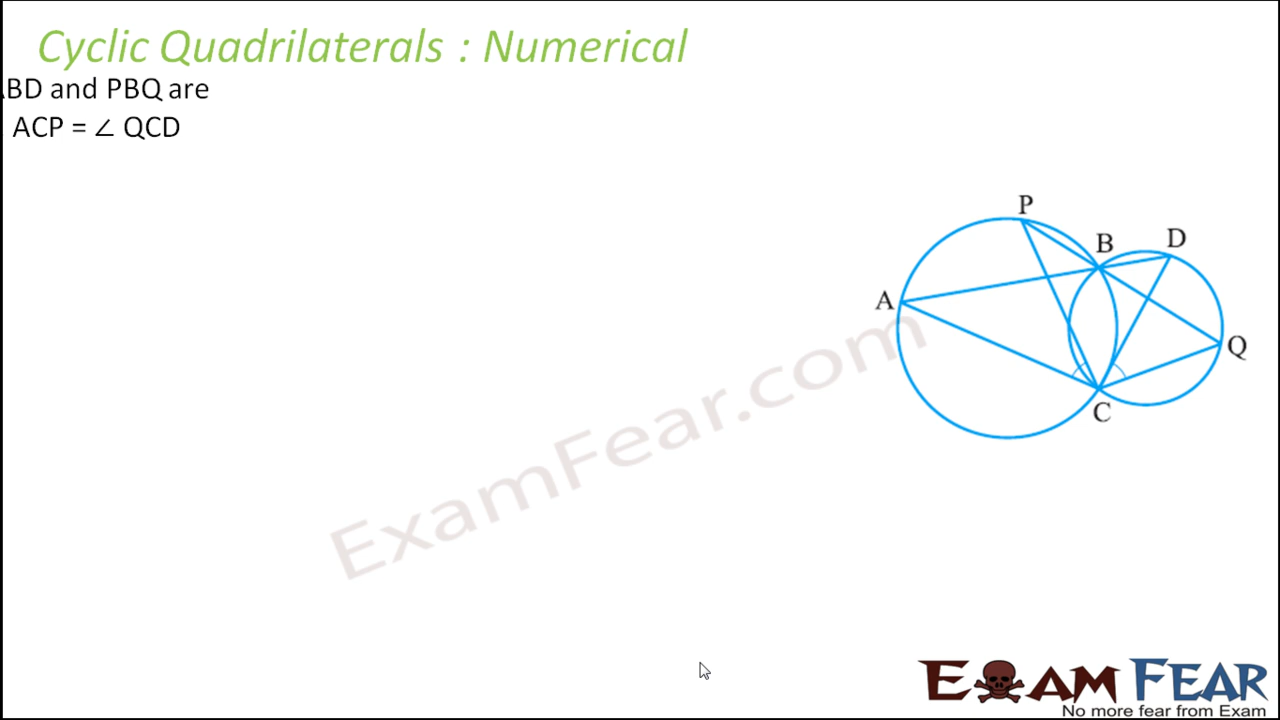 Cyclic Quadrilaterals : Numerical
BD and PBQ are
ACP = ∠ QCD
P
B
D
A
Q
C
ExamFear.com
EXAM FEAR
No more fear from Exam